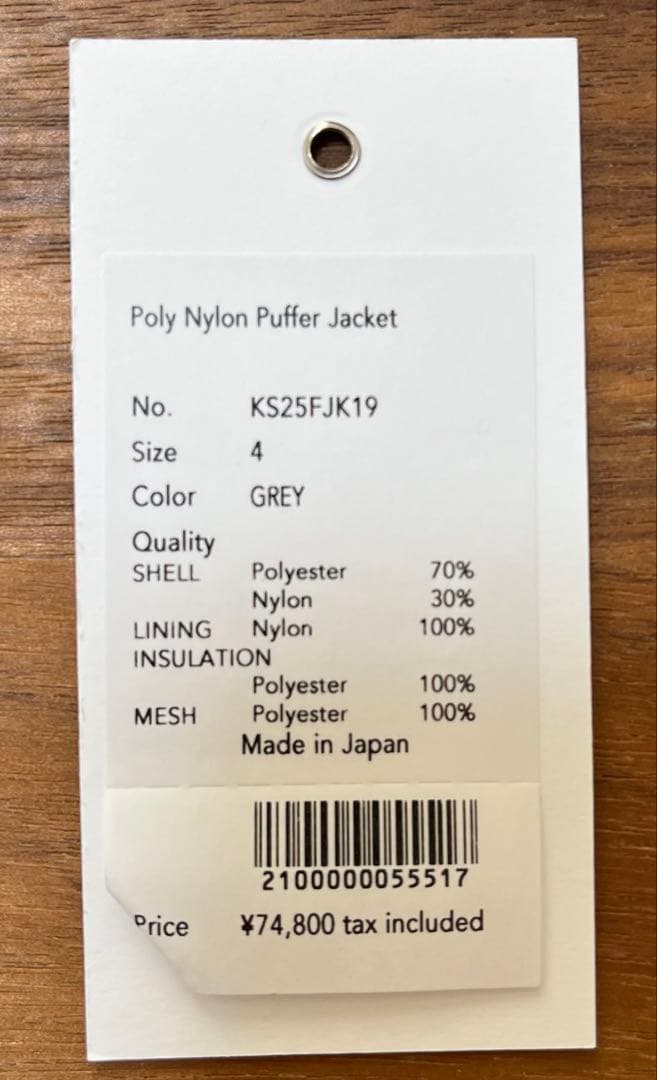 Poly Nylon Puffer Jacket
No. KS25FJK19
Size 4
Color GREY
Quality
SHELL Polyester 70%
Nylon 30%
LINING Nylon 100%
INSULATION
Polyester 100%
MESH Polyester 100%
Made in Japan
2100000055517
Price ¥74,800 tax included